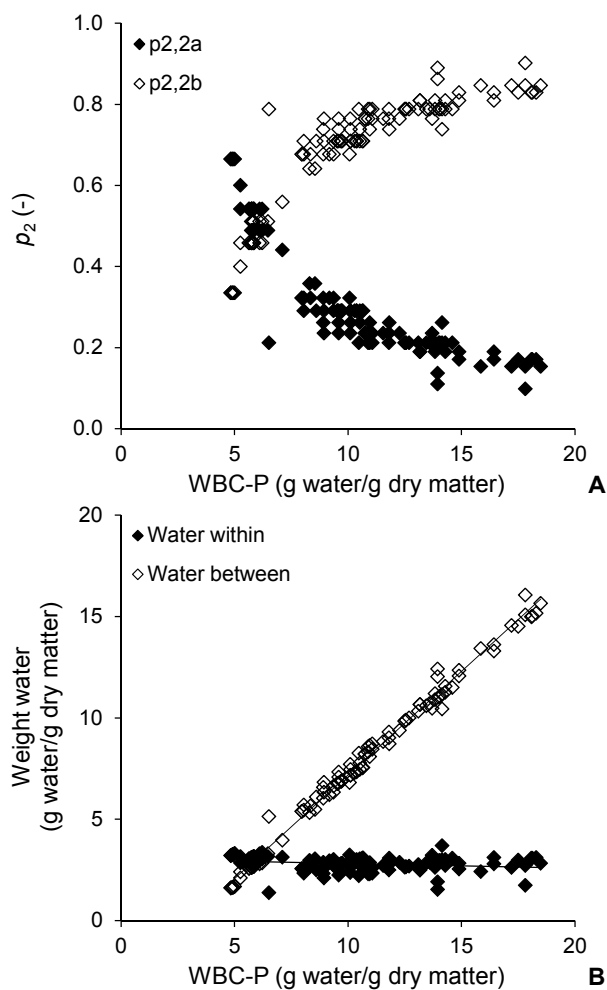 1.0
◆ p2,2a
◇ p2,2b
0.8
0.6
p₂ (-)
0.4
0.2
0.0
0 5 10 15 20
WBC-P (g water/g dry matter) A
20
◆ Water within
◇ Water between
15
Weight water
(g water/g dry matter)
10
5
0
0 5 10 15 20
WBC-P (g water/g dry matter) B